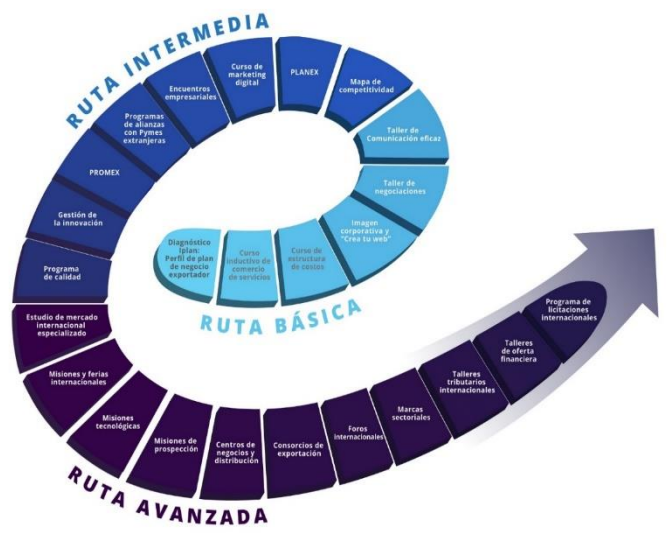 RUTA BÁSICA
Diagnóstico
Iplan:
Perfil de plan
de negocio
exportador
Curso
inductivo de
comercio
de servicios
Curso de
estructura
de costos
Imagen
corporativa y
"Crea tu web"
Taller de
negociaciones
Taller de
Comunicación eficaz
RUTA INTERMEDIA
Mapa de
competitividad
PLANEX
Curso de
marketing
digital
Encuentros
empresariales
Programas
de alianzas
con Pymes
extranjeras
PROMEX
Gestión de
la innovación
Programa
de calidad
RUTA AVANZADA
Estudio de mercado
internacional
especializado
Misiones y ferias
internacionales
Misiones
tecnológicas
Misiones de
prospección
Centros de
negocios y
distribución
Consorcios de
exportación
Foros
internacionales
Marcas
sectoriales
Talleres
tributarios
internacionales
Talleres
de oferta
financiera
Programa de
licitaciones
internacionales